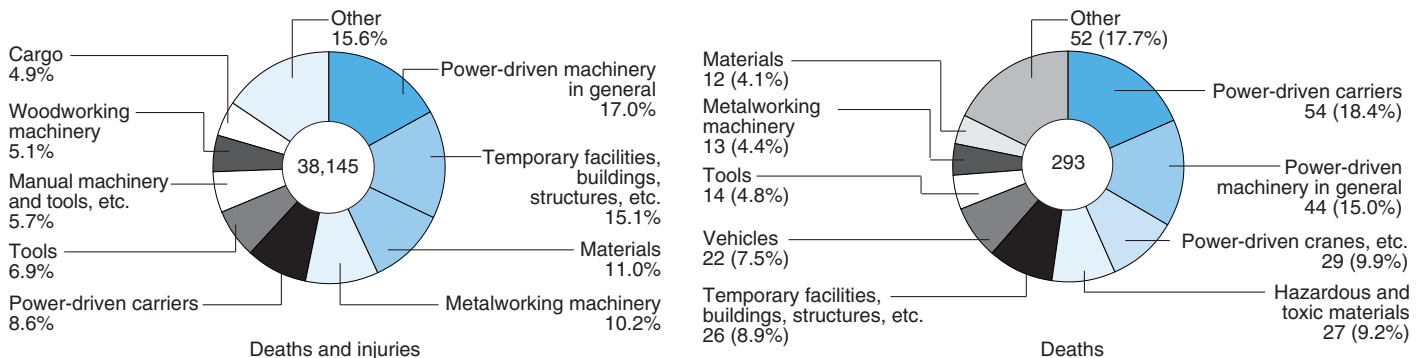 Other
15.6%
Power-driven machinery
in general
17.0%
Temporary facilities,
buildings,
structures, etc.
15.1%
Materials
11.0%
Metalworking machinery
10.2%
Power-driven carriers
8.6%
Tools
6.9%
Manual machinery
and tools, etc.
5.7%
Woodworking
machinery
5.1%
Cargo
4.9%
38,145
Deaths and injuries
Other
52 (17.7%)
Power-driven carriers
54 (18.4%)
Power-driven
machinery in general
44 (15.0%)
Power-driven cranes, etc.
29 (9.9%)
Hazardous and
toxic materials
27 (9.2%)
Temporary facilities,
buildings, structures, etc.
26 (8.9%)
Vehicles
22 (7.5%)
Tools
14 (4.8%)
Metalworking
machinery
13 (4.4%)
Materials
12 (4.1%)
293
Deaths